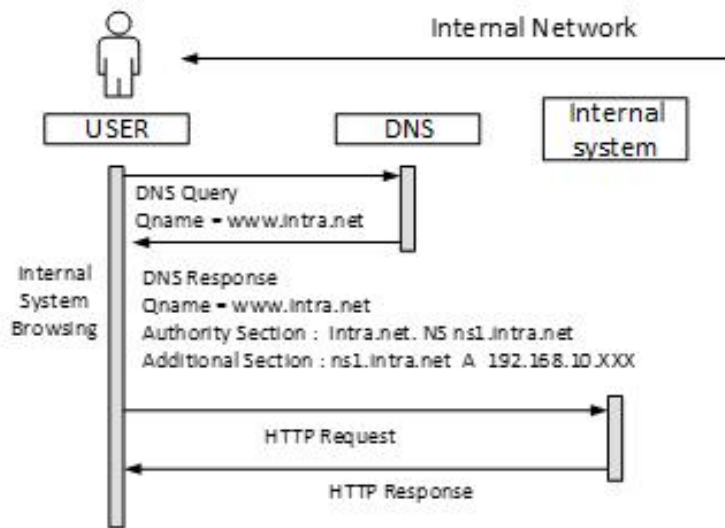 Internal Network
USER
DNS
Internal
system
DNS Query
Qname = www.intra.net
Internal
System
Browsing
DNS Response
Qname = www.intra.net
Authority Section : Intra.net. NS ns1.intra.net
Additional Section : ns1.intra.net A 192.168.10.XXX
HTTP Request
HTTP Response